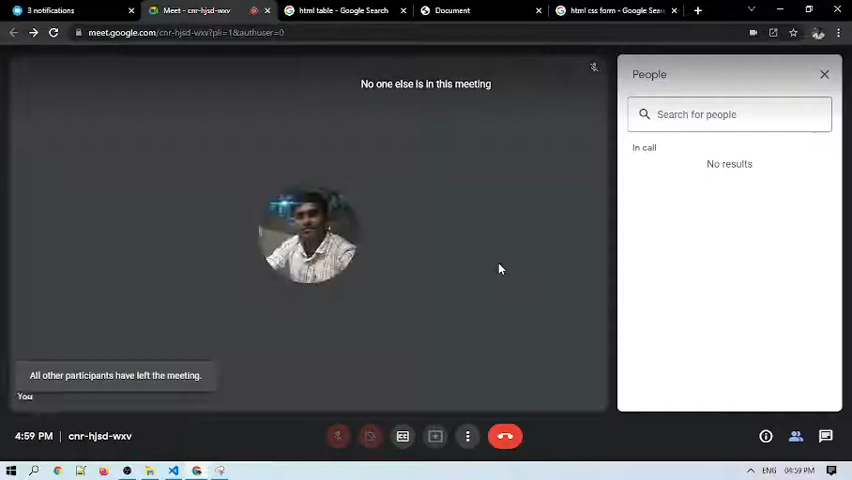 3 notifications
Meet - cnr-hjsd-wxv
html table - Google Search
Document
html css form - Google Search
meet.google.com/cnr-hjsd-wxv?pli=1&authuser=0
No one else is in this meeting
People
Search for people
In call
No results
All other participants have left the meeting.
You
4:59 PM | cnr-hjsd-wxv
ENG 04:59 PM